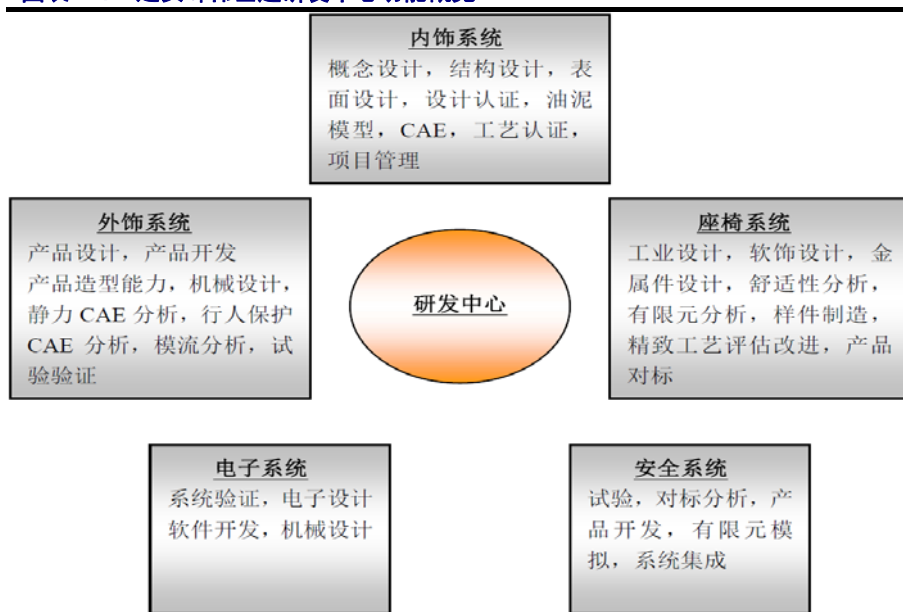 内饰系统
概念设计，结构设计，表
面设计，设计认证，油泥
模型，CAE，工艺认证，
项目管理
外饰系统
产品设计，产品开发
产品造型能力，机械设计，
静力 CAE 分析，行人保护
CAE 分析，模流分析，试
验验证
研发中心
座椅系统
工业设计，软饰设计，金
属件设计，舒适性分析，
有限元分析，样件制造，
精致工艺评估改进，产品
对标
电子系统
系统验证，电子设计
软件开发，机械设计
安全系统
试验，对标分析，产
品开发，有限元模
拟，系统集成